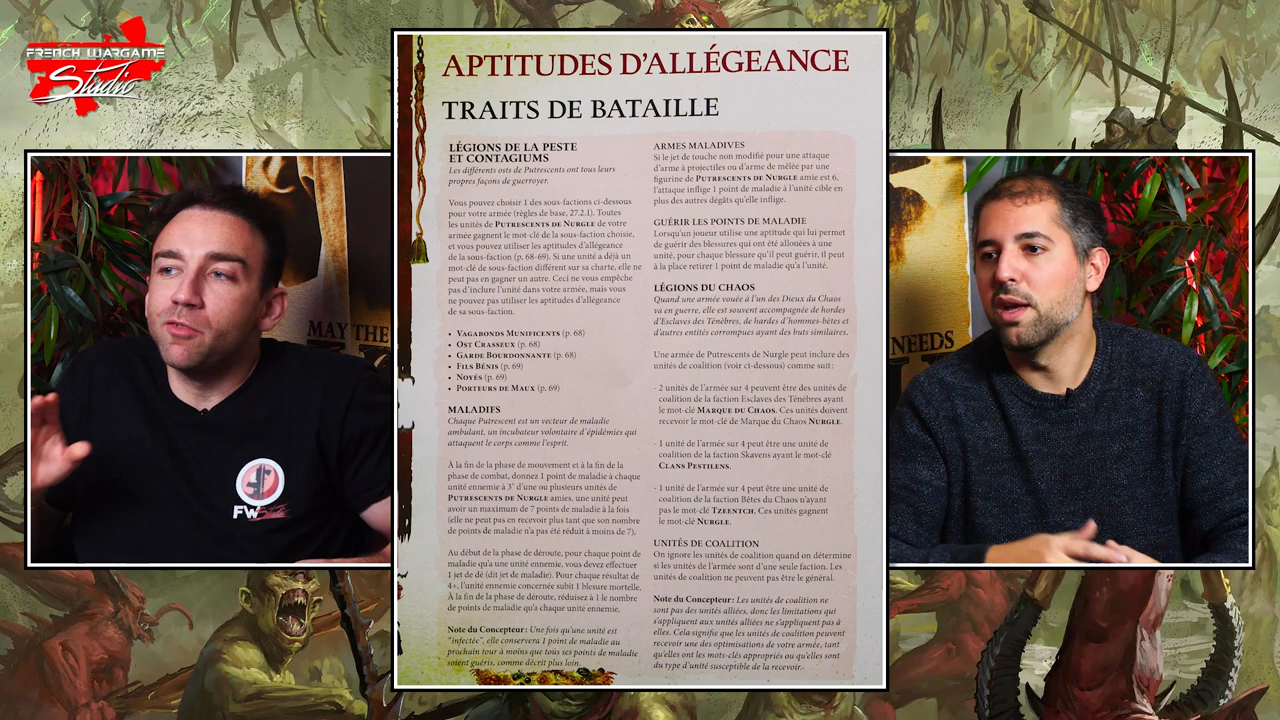 FRENCH WARGAME
Studio
APTITUDES D'ALLÉGEANCE
TRAITS DE BATAILLE
LÉGIONS DE LA PESTE
ET CONTAGIUMS
Les différents osts de Putrescents ont tous leurs
propres façons de guerroyer.
Vous pouvez choisir 1 des sous-factions ci-dessous
pour votre armée (règles de base, 27.2.1). Toutes
les unités de PUTRESCENTS DE NURGLE de votre
armée gagnent le mot-clé de la sous-faction choisie,
et vous pouvez utiliser les aptitudes d'allégeance
de la sous-faction (p. 68-69). Si une unité a déjà un
mot-clé de sous-faction différent sur sa charte, elle ne
peut pas en gagner un autre. Ceci ne vous empêche
pas d'inclure l'unité dans votre armée, mais vous
ne pouvez pas utiliser les aptitudes d'allégeance
de sa sous-faction.
• VAGABONDS MUNIFICENTS (p. 68)
• OST CRASSEUX (p. 68)
• GARDE BOURDONNANTE (p. 68)
• FILS BÉNIS (p. 69)
• NOYÉS (p. 69)
• PORTEURS DE MAUX (p. 69)
MALADIFS
Chaque Putrescent est un vecteur de maladie
ambulant, un incubateur volontaire d'épidémies qui
attaquent le corps comme l'esprit.
À la fin de la phase de mouvement et à la fin de la
phase de combat, donnez 1 point de maladie à chaque
unité ennemie à 3" d'une ou plusieurs unités de
PUTRESCENTS DE NURGLE amies. une unité peut
avoir un maximum de 7 points de maladie à la fois
(elle ne peut pas en recevoir plus tant que son nombre
de points de maladie n'a pas été réduit à moins de 7).
Au début de la phase de déroute, pour chaque point de
maladie qu'a une unité ennemie, vous devez effectuer
1 jet de dé (dit jet de maladie). Pour chaque résultat de
4+, l'unité ennemie concernée subit 1 blesure mortelle.
À la fin de la phase de déroute, réduisez à 1 le nombre
de points de maladie qu'a chaque unité ennemie.
Note du Concepteur : Une fois qu'une unité est
"infectée", elle conservera 1 point de maladie au
prochain tour à moins que tous ses points de maladie
soient guéris, comme décrit plus loin.
ARMES MALADIVES
Si le jet de touche non modifié pour une attaque
d'arme à projectiles ou d'arme de mêlée par une
figurine de PUTRESCENTS DE NURGLE amie est 6,
l'attaque inflige 1 point de maladie à l'unité cible en
plus des autres dégâts qu'elle inflige.
GUÉRIR LES POINTS DE MALADIE
Lorsqu'un joueur utilise une aptitude qui lui permet
de guérir des blessures qui ont été allouées à une
unité, pour chaque blessure qu'il peut guérir, il peut
à la place retirer 1 point de maladie qu'a l'unité.
LÉGIONS DU CHAOS
Quand une armée vouée à l'un des Dieux du Chaos
va en guerre, elle est souvent accompagnée de hordes
d'Esclaves des Ténèbres, de hardes d'hommes-bêtes et
d'autres entités corrompues ayant des buts similaires.
Une armée de Putrescents de Nurgle peut inclure des
unités de coalition (voir ci-dessous) comme suit :
- 2 unités de l'armée sur 4 peuvent être des unités de
coalition de la faction Esclaves des Ténèbres ayant
le mot-clé MARQUE DU CHAOS. Ces unités doivent
recevoir le mot-clé de Marque du Chaos NURGLE.
- 1 unité de l'armée sur 4 peut être une unité de
coalition de la faction Skavens ayant le mot-clé
CLANS PESTILENS.
- 1 unité de l'armée sur 4 peut être une unité de
coalition de la faction Bêtes du Chaos n'ayant
pas le mot-clé TZEENTCH. Ces unités gagnent
le mot-clé NURGLE.
UNITÉS DE COALITION
On ignore les unités de coalition quand on détermine
si les unités de l'armée sont d'une seule faction. Les
unités de coalition ne peuvent pas être le général.
Note du Concepteur : Les unités de coalition ne
sont pas des unités alliées, donc les limitations qui
s'appliquent aux unités alliées ne s'appliquent pas à
elles. Cela signifie que les unités de coalition peuvent
recevoir une des optimisations de votre armée, tant
qu'elles ont les mots-clés appropriés ou qu'elles sont
du type d'unité susceptible de la recevoir.
MAY THE
NEEDS
FW